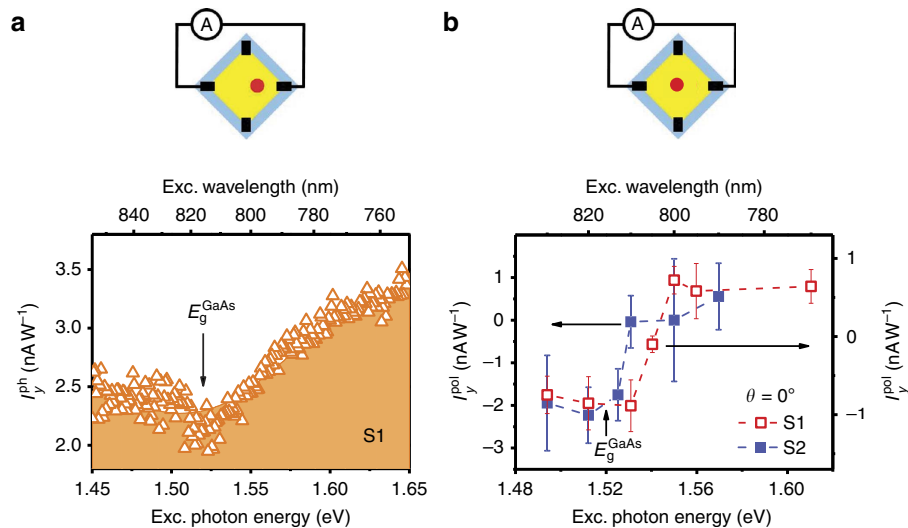 a
A
Exc. wavelength (nm)
840 820 800 780 760
3.5
3.0
2.5
2.0
I_y^ph (nA W⁻¹)
E_g^GaAs
S1
1.45 1.50 1.55 1.60 1.65
Exc. photon energy (eV)
b
A
Exc. wavelength (nm)
820 800 780
1
0
−1
−2
−3
I_y^pol (nA W⁻¹)
1
0
−1
I_y^pol (nA W⁻¹)
θ = 0°
S1
S2
E_g^GaAs
1.48 1.52 1.56 1.60
Exc. photon energy (eV)